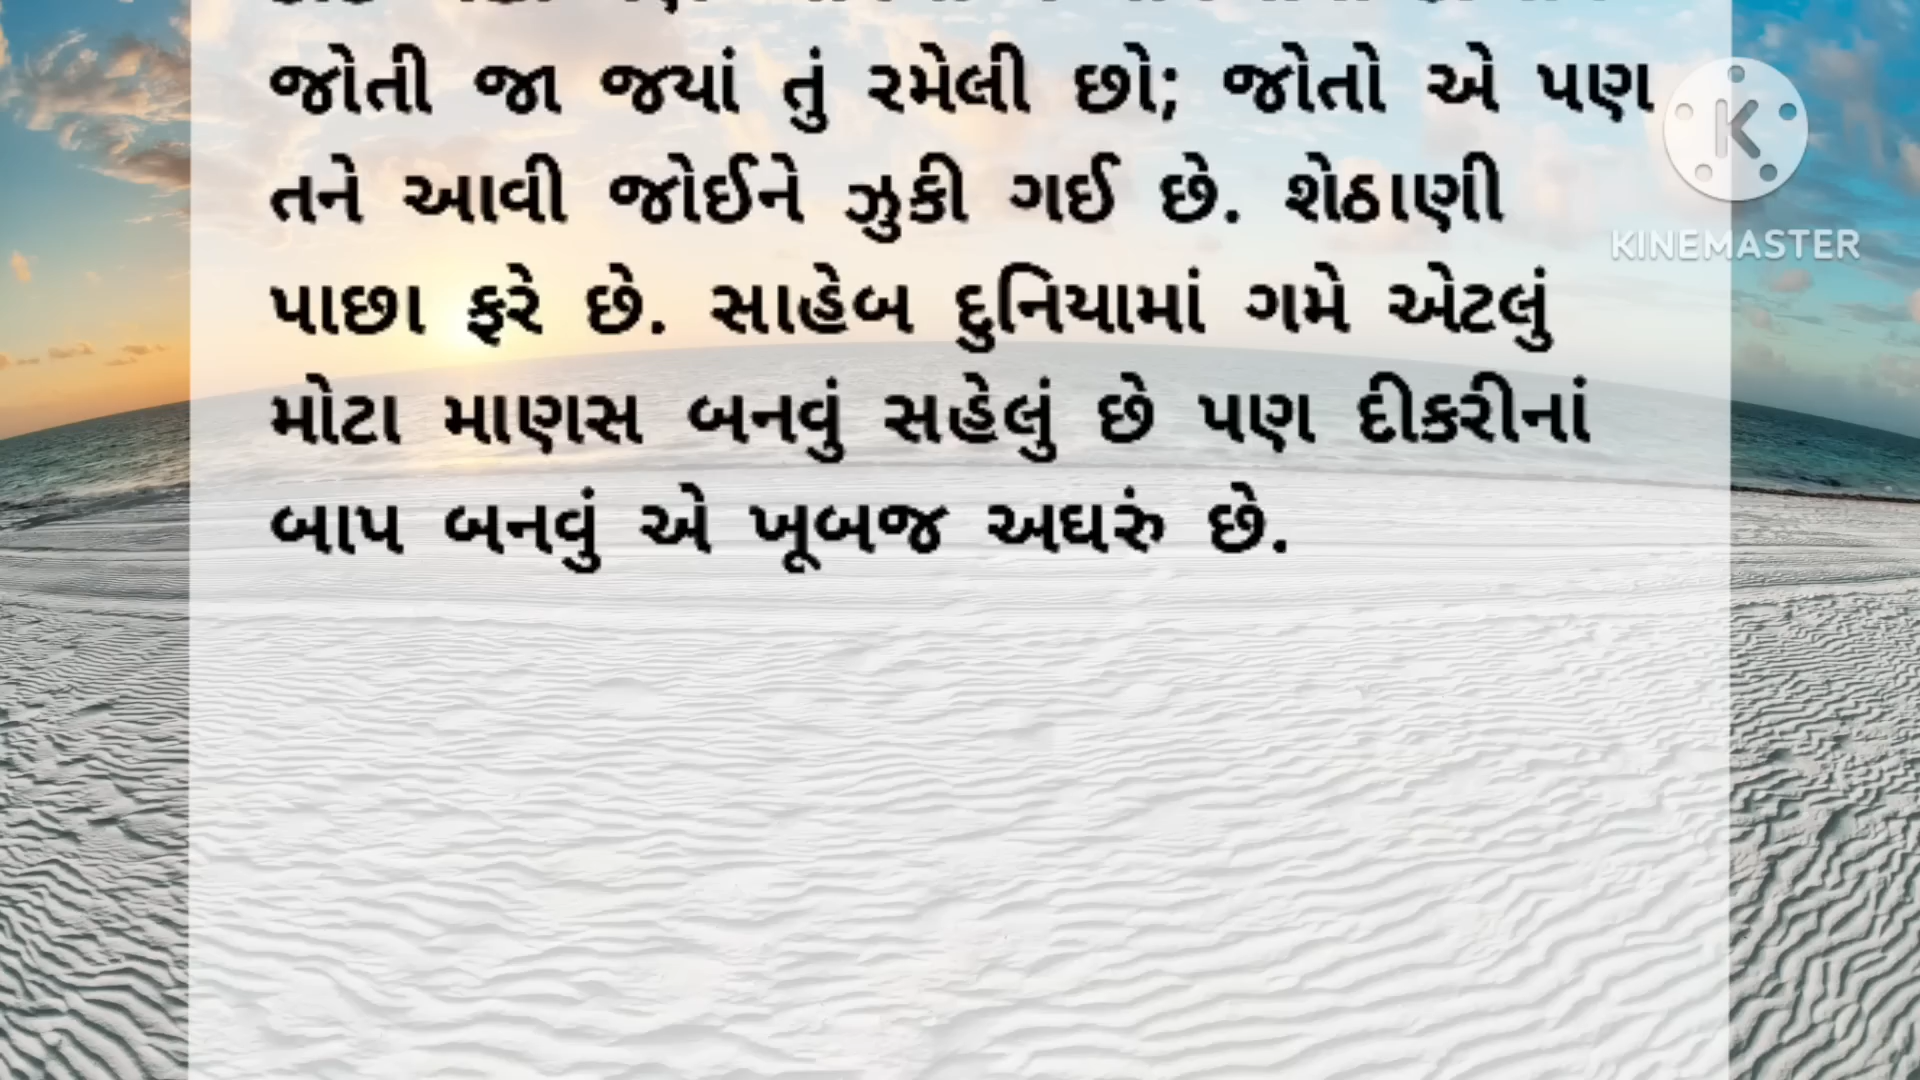 જોતી જા જ્યાં તું રમેલી છો; જોતો એ પણ
તને આવી જોઈને ઝુકી ગઈ છે. શેઠાણી
પાછા ફરે છે. સાહેબ દુનિયામાં ગમે એટલું
મોટા માણસ બનવું સહેલું છે પણ દીકરીનાં
બાપ બનવું એ ખૂબજ અઘરું છે.
K
KINEMASTER